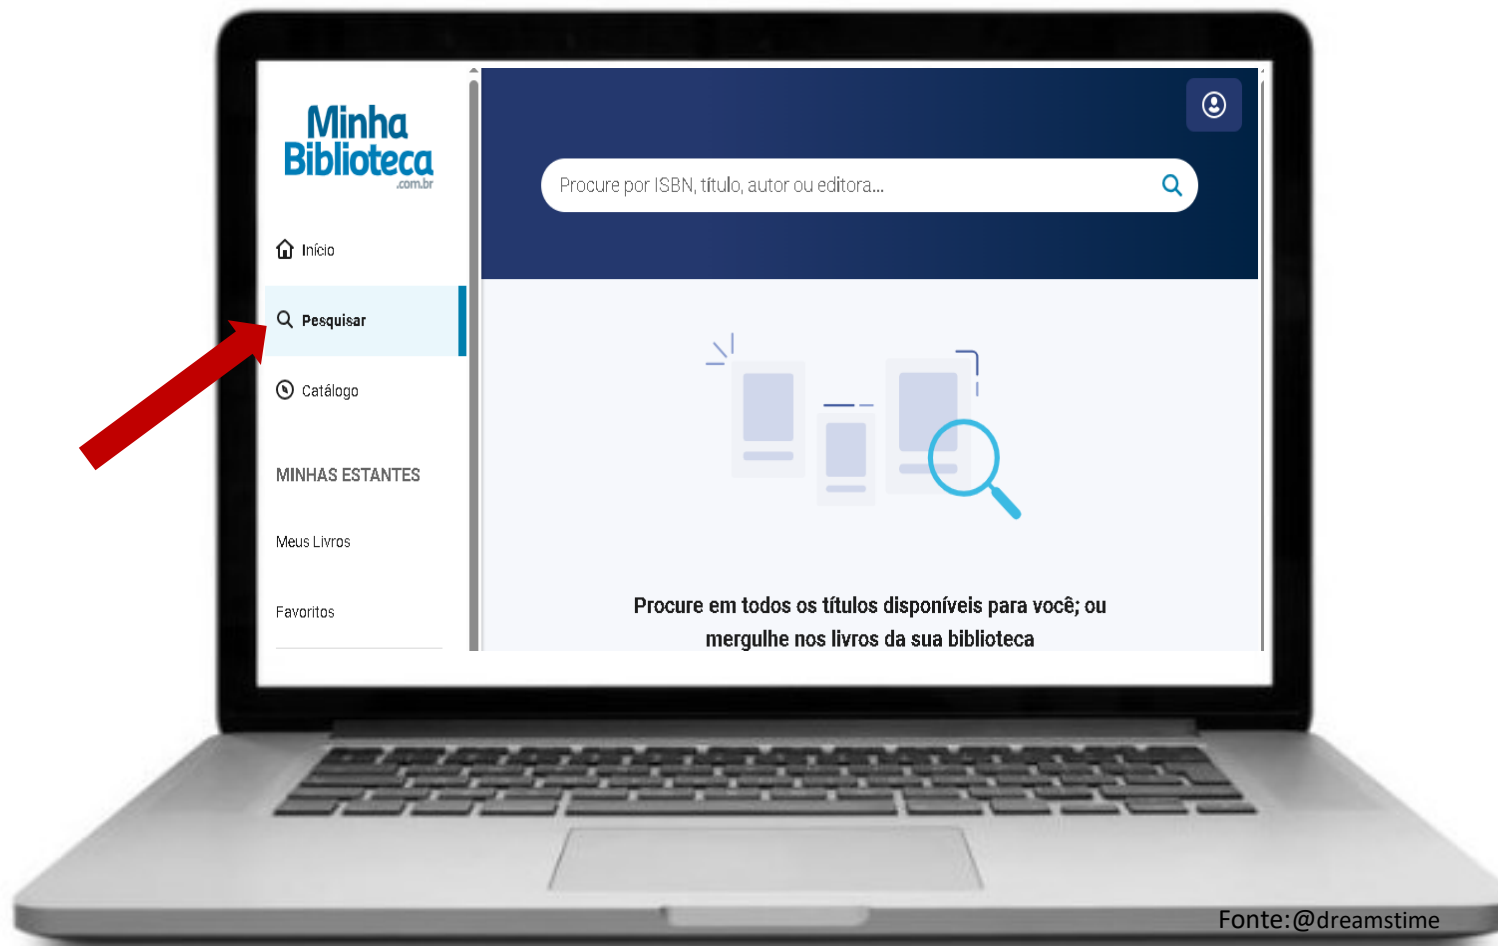 Minha
Biblioteca
.com.br
Procure por ISBN, título, autor ou editora...
Início
Pesquisar
Catálogo
MINHAS ESTANTES
Meus Livros
Favoritos
Procure em todos os títulos disponíveis para você; ou
mergulhe nos livros da sua biblioteca
Fonte:@dreamstime